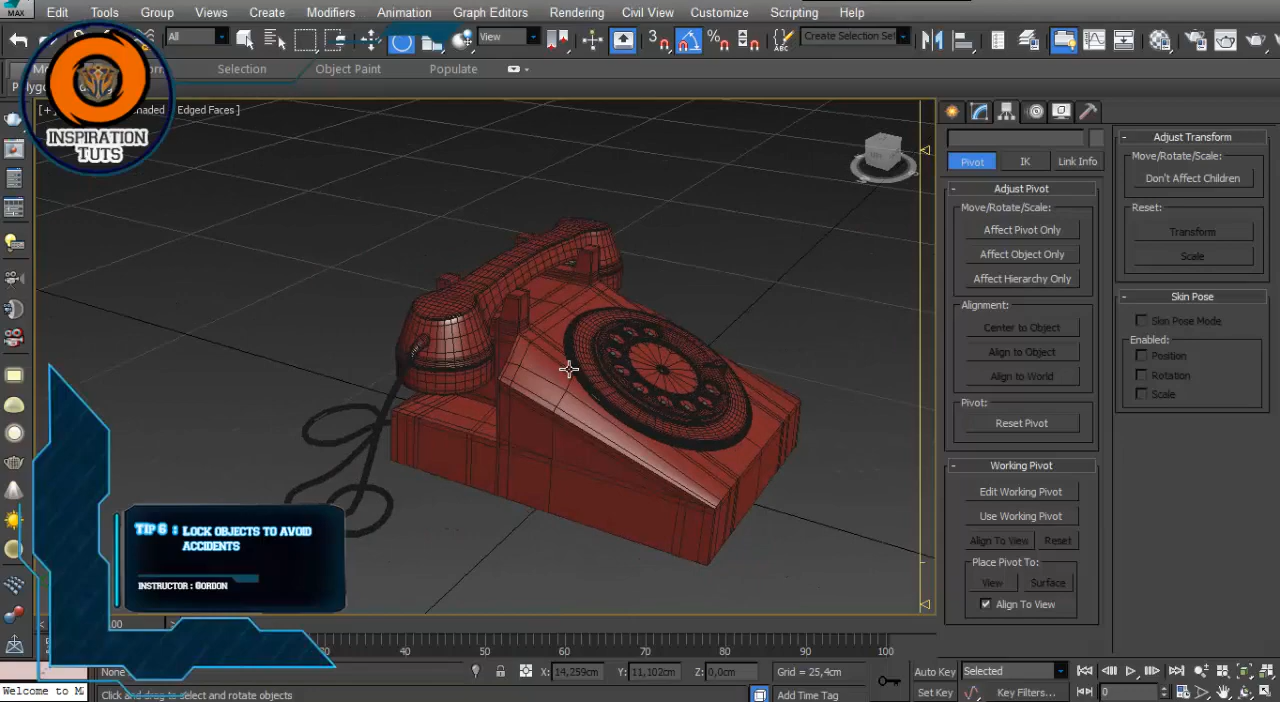 MAX
Edit Tools Group Views Create Modifiers Animation Graph Editors Rendering Civil View Customize Scripting Help
All
View
3
%
ABC
Create Selection Set
Selection Object Paint Populate
[+]
Edged Faces ]
INSPIRATION
TUTS
Pivot IK Link Info
Adjust Pivot
Move/Rotate/Scale:
Affect Pivot Only
Affect Object Only
Affect Hierarchy Only
Alignment:
Center to Object
Align to Object
Align to World
Pivot:
Reset Pivot
Working Pivot
Edit Working Pivot
Use Working Pivot
Align To View Reset
Place Pivot To:
View Surface
Align To View
Adjust Transform
Move/Rotate/Scale:
Don't Affect Children
Reset:
Transform
Scale
Skin Pose
Skin Pose Mode
Enabled:
Position
Rotation
Scale
TIP 6 : LOCK OBJECTS TO AVOID
ACCIDENTS
INSTRUCTOR : GORDON
40 50 60 70 80 90 100
None
X: 14,259cm Y: 11,102cm Z: 0,0cm Grid = 25,4cm
Auto Key Selected
Welcome to M
Click and drag to select and rotate objects
Add Time Tag
Set Key Key Filters... 0